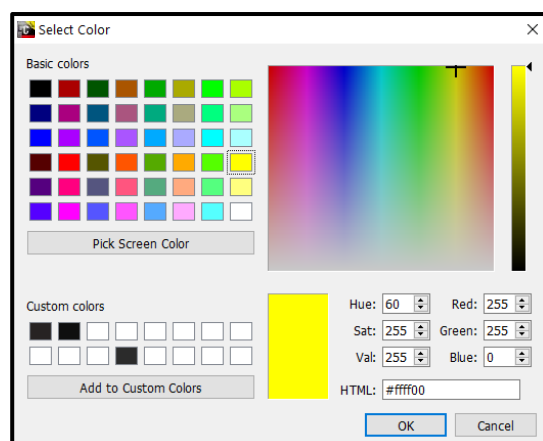 Select Color
Basic colors
Pick Screen Color
Custom colors
Add to Custom Colors
Hue: 60 Red: 255
Sat: 255 Green: 255
Val: 255 Blue: 0
HTML: #ffff00
OK Cancel